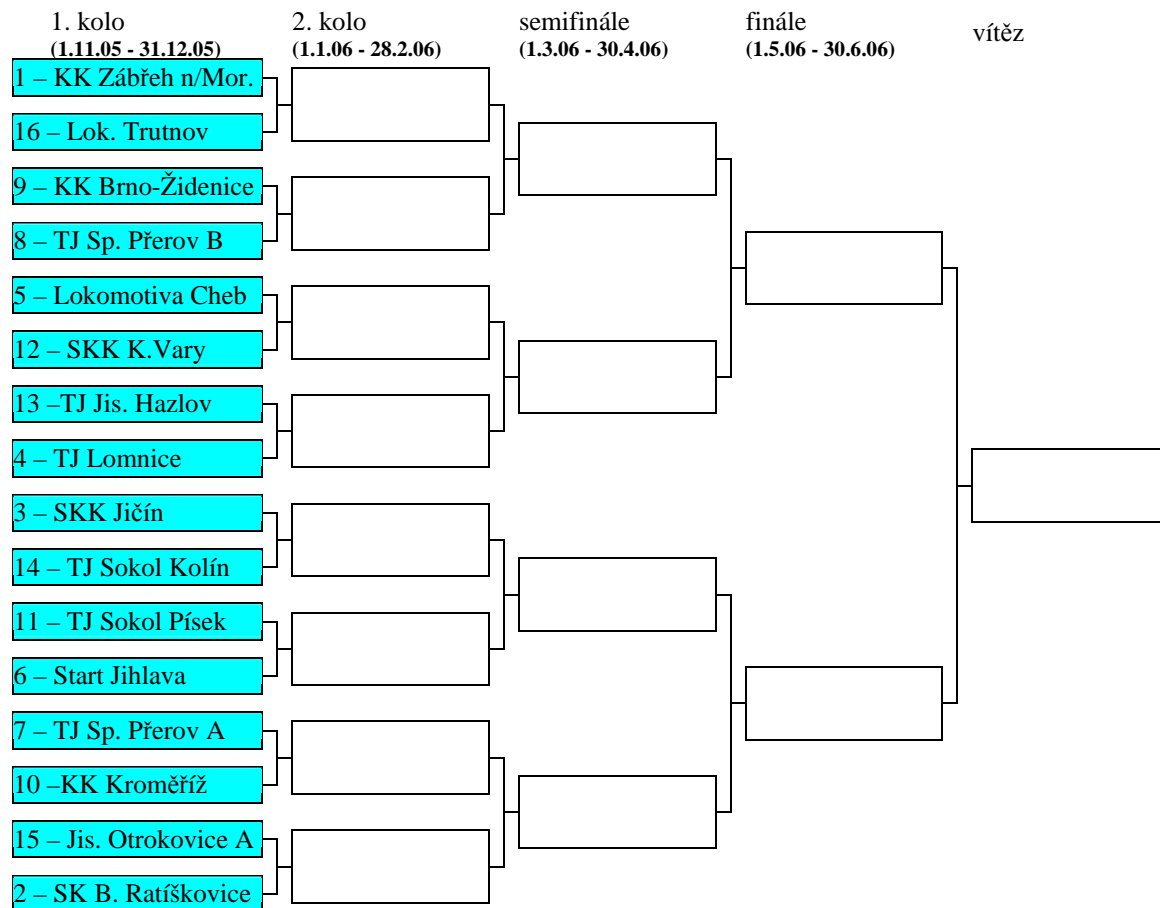 1. kolo
(1.11.05 - 31.12.05)
2. kolo
(1.1.06 - 28.2.06)
semifinále
(1.3.06 - 30.4.06)
finále
(1.5.06 - 30.6.06)
vítěz
1 – KK Zábřeh n/Mor.
16 – Lok. Trutnov
9 – KK Brno-Židenice
8 – TJ Sp. Přerov B
5 – Lokomotiva Cheb
12 – SKK K.Vary
13 –TJ Jis. Hazlov
4 – TJ Lomnice
3 – SKK Jičín
14 – TJ Sokol Kolín
11 – TJ Sokol Písek
6 – Start Jihlava
7 – TJ Sp. Přerov A
10 –KK Kroměříž
15 – Jis. Otrokovice A
2 – SK B. Ratíškovice